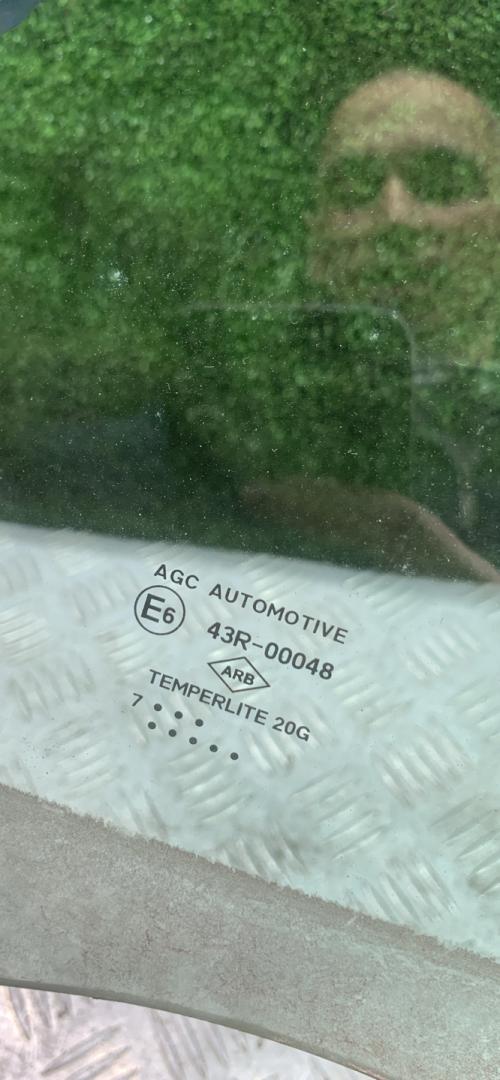 AGC AUTOMOTIVE
E6 43R-00048
ARB
TEMPERLITE 20G
7